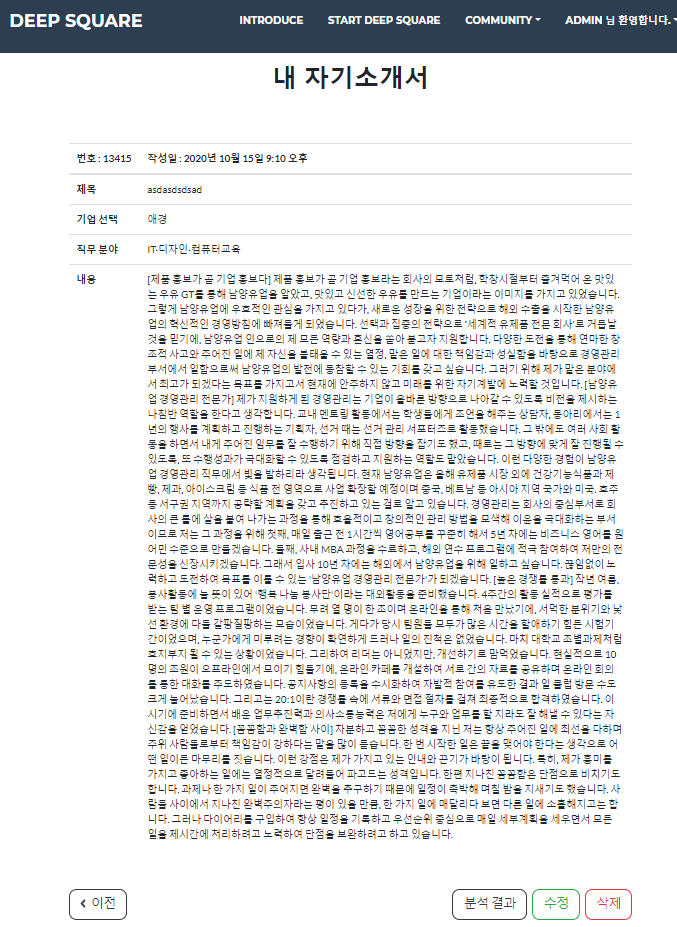 DEEP SQUARE INTRODUCE START DEEP SQUARE COMMUNITY ADMIN 님 환영합니다.
내 자기소개서
번호 : 13415 작성일 : 2020년 10월 15일 9:10 오후
제목 asdasdsdsad
기업 선택 애경
직무 분야 IT·디자인·컴퓨터교육
내용 [제품 홍보가 곧 기업 홍보다] 제품 홍보가 곧 기업 홍보라는 회사의 모토처럼, 학창시절부터 즐겨먹어 온 맛있
는 우유 GT를 통해 남양유업을 알았고, 맛있고 신선한 우유를 만드는 기업이라는 이미지를 가지고 있었습니다.
그렇게 남양유업에 우호적인 관심을 가지고 있다가, 새로운 성장을 위한 전략으로 해외 수출을 시작한 남양유
업의 혁신적인 경영방침에 빠져들게 되었습니다. 선택과 집중의 전략으로 '세계적 유제품 전문 회사'로 거듭날
것을 믿기에, 남양유업 인으로의 제 모든 역량과 혼신을 쏟아 붇고자 지원합니다. 다양한 도전을 통해 연마한 창
조적 사고와 주어진 일에 제 자신을 불태울 수 있는 열정, 맡은 일에 대한 책임감과 성실함을 바탕으로 경영관리
부서에서 일함으로써 남양유업의 발전에 동참할 수 있는 기회를 갖고 싶습니다. 그러기 위해 제가 맡은 분야에
서 최고가 되겠다는 목표를 가지고서 현재에 안주하지 않고 미래를 위한 자기계발에 노력할 것입니다. [남양유
업 경영관리 전문가] 제가 지원하게 된 경영관리는 기업이 올바른 방향으로 나아갈 수 있도록 비전을 제시하는
나침반 역할을 한다고 생각합니다. 교내 멘토링 활동에서는 학생들에게 조언을 해주는 상담자, 동아리에서는 1
년의 행사를 계획하고 진행하는 기획자, 선거 때는 선거 관리 서포터즈로 활동했습니다. 그 밖에도 여러 사회 활
동을 하면서 내게 주어진 임무를 잘 수행하기 위해 직접 방향을 잡기도 했고, 때로는 그 방향에 맞게 잘 진행될 수
있도록, 또 수행성과가 극대화할 수 있도록 점검하고 지원하는 역할도 맡았습니다. 이런 다양한 경험이 남양유
업 경영관리 직무에서 빛을 발하리라 생각됩니다. 현재 남양유업은 올해 유제품 시장 외에 건강기능식품과 제
빵, 제과, 아이스크림 등 식품 전 영역으로 사업 확장할 예정이며 중국, 베트남 등 아시아 지역 국가와 미국, 호주
등 서구권 지역까지 공략할 계획을 갖고 추진하고 있는 걸로 알고 있습니다. 경영관리는 회사의 중심부서로 회
사의 큰 틀에 살을 붙여 나가는 과정을 통해 효율적이고 창의적인 관리 방법을 모색해 이윤을 극대화하는 부서
이므로 저는 그 과정을 위해 첫째, 매일 출근 전 1시간씩 영어공부를 꾸준히 해서 5년 차에는 비즈니스 영어를 원
어민 수준으로 만들겠습니다. 둘째, 사내 MBA 과정을 수료하고, 해외 연수 프로그램에 적극 참여하여 저만의 전
문성을 신장시키겠습니다. 그래서 입사 10년 차에는 해외에서 남양유업을 위해 일하고 싶습니다. 끊임없이 노
력하고 도전하여 목표를 이룰 수 있는 '남양유업 경영관리 전문가'가 되겠습니다. [높은 경쟁률 통과] 작년 여름,
봉사활동에 늘 뜻이 있어 '행복 나눔 봉사단'이라는 대외활동을 준비했습니다. 4주간의 활동 실적으로 평가를
받는 팀 별 운영 프로그램이었습니다. 무려 열 명이 한 조이며 온라인을 통해 처음 만났기에, 서먹한 분위기와 낯
선 환경에 다들 갈팡질팡하는 모습이었습니다. 게다가 당시 팀원들 모두가 많은 시간을 할애하기 힘든 시험기
간이었으며, 누군가에게 미루려는 경향이 확연하게 드러나 일의 진척은 없었습니다. 마치 대학교 조별과제처럼
흐지부지 될 수 있는 상황이었습니다. 그리하여 리더는 아니었지만, 개선하기로 맘먹었습니다. 현실적으로 10
명의 조원이 오프라인에서 모이기 힘들기에, 온라인 카페를 개설하여 서로 간의 자료를 공유하며 온라인 회의
를 통한 대화를 주도하였습니다. 공지사항의 등록을 수시화하여 자발적 참여를 유도한 결과 일 클럽 방문 수도
크게 늘어났습니다. 그리고는 20:1이란 경쟁률 속에 서류와 면접 절차를 걸쳐 최종적으로 합격하였습니다. 이
시기에 준비하면서 배운 업무추진력과 의사소통능력은 저에게 누구와 업무를 할 지라도 잘 해낼 수 있다는 자
신감을 얻었습니다. [꼼꼼함과 완벽함 사이] 차분하고 꼼꼼한 성격을 지닌 저는 항상 주어진 일에 최선을 다하며
주위 사람들로부터 책임감이 강하다는 말을 많이 듣습니다. 한 번 시작한 일은 끝을 맺어야 한다는 생각으로 어
떤 일이든 마무리를 짓습니다. 이런 강점은 제가 가지고 있는 인내와 끈기가 바탕이 됩니다. 특히, 제가 흥미를
가지고 좋아하는 일에는 열정적으로 달려들어 파고드는 성격입니다. 한편 지나친 꼼꼼함은 단점으로 비치기도
합니다. 과제나 한 가지 일이 주어지면 완벽을 추구하기 때문에 일정이 촉박해 며칠 밤을 지새기도 했습니다. 사
람들 사이에서 지나친 완벽주의자라는 평이 있을 만큼, 한 가지 일에 매달리다 보면 다른 일에 소홀해지고는 합
니다. 그러나 다이어리를 구입하여 항상 일정을 기록하고 우선순위 중심으로 매일 세부계획을 세우면서 모든
일을 제시간에 처리하려고 노력하여 단점을 보완하려고 하고 있습니다.
이전 분석 결과 수정 삭제